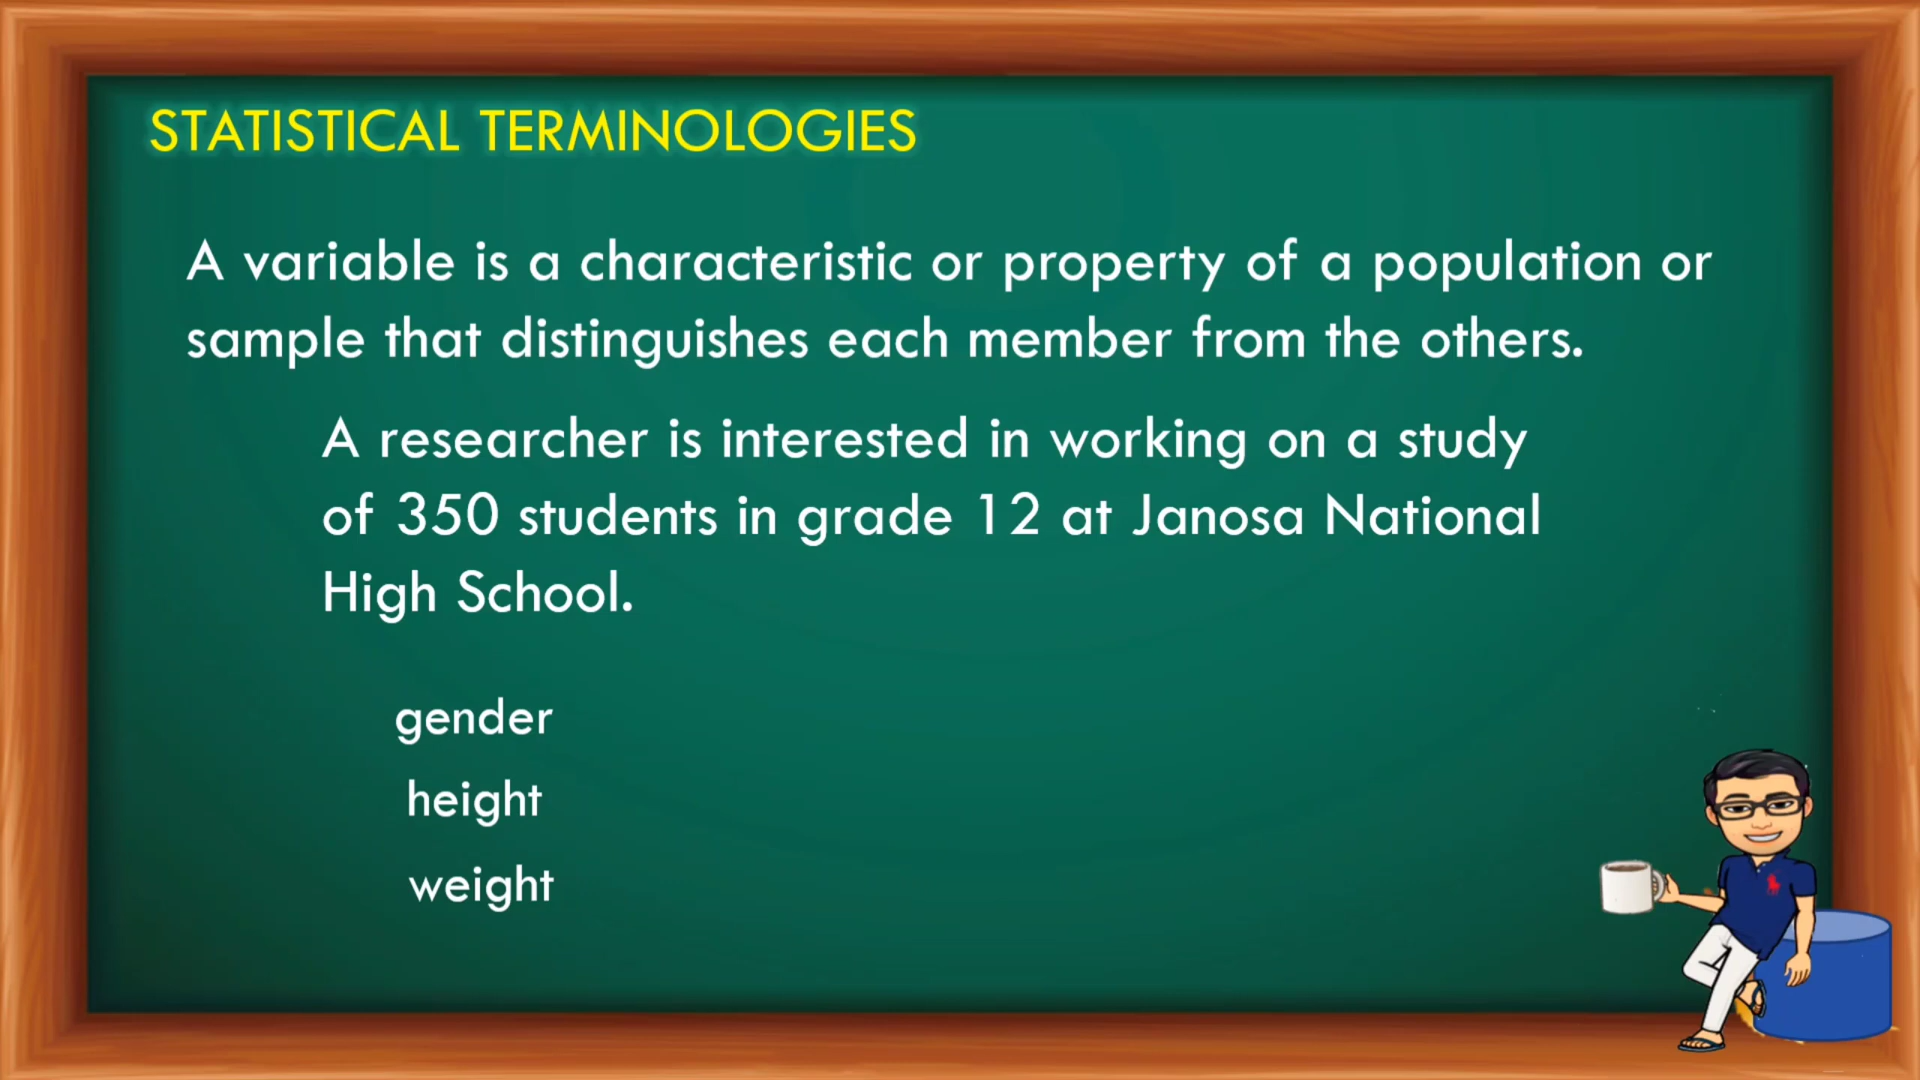 STATISTICAL TERMINOLOGIES
A variable is a characteristic or property of a population or
sample that distinguishes each member from the others.
A researcher is interested in working on a study
of 350 students in grade 12 at Janosa National
High School.
gender
height
weight